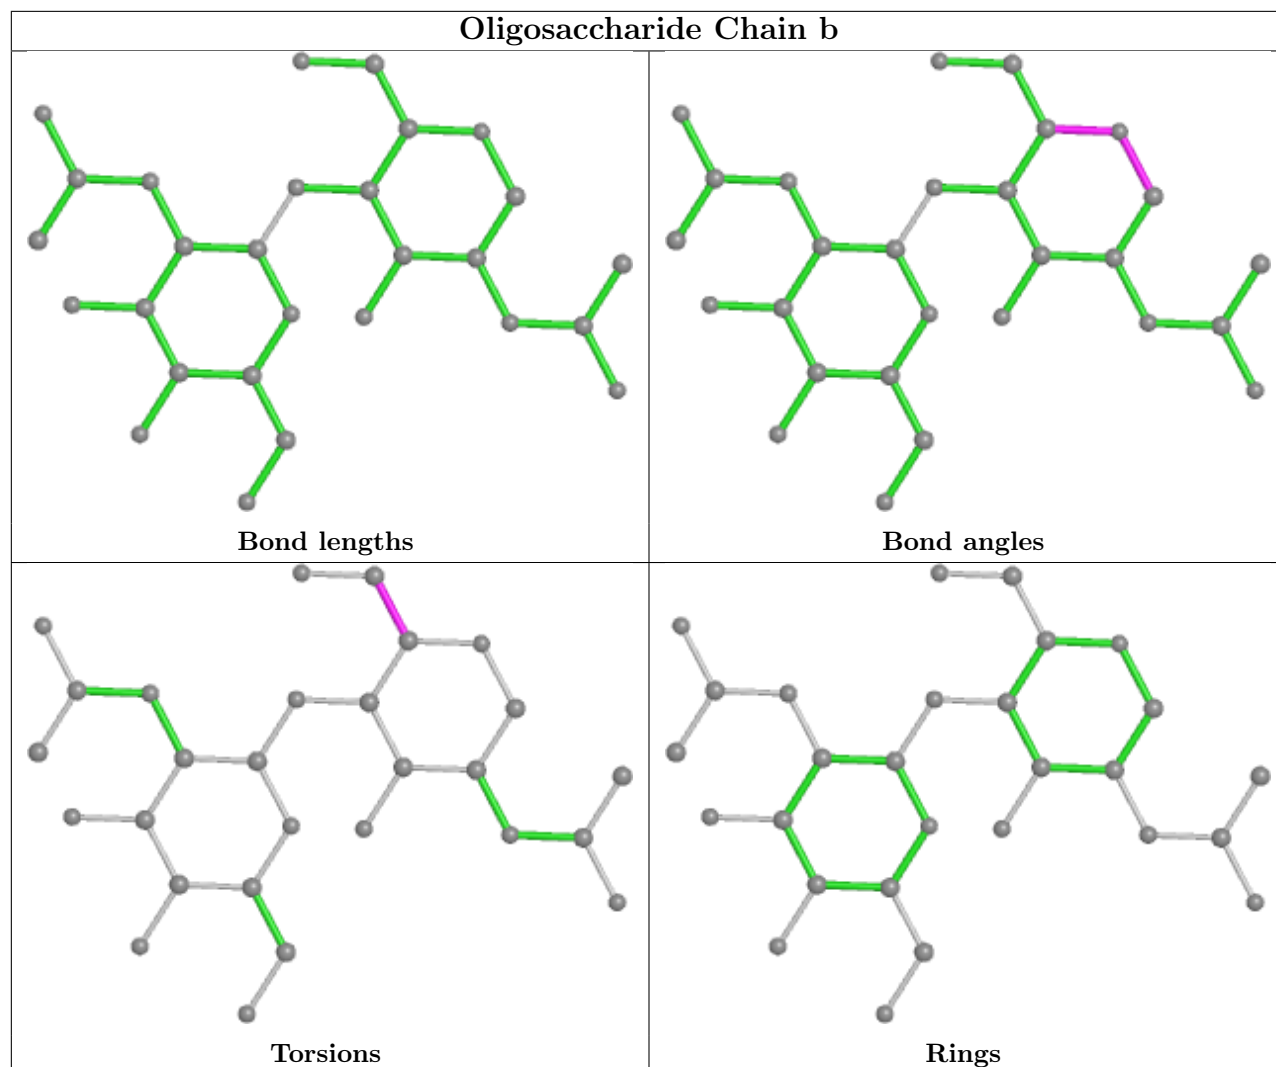 Oligosaccharide Chain b
Bond lengths
Bond angles
Torsions
Rings